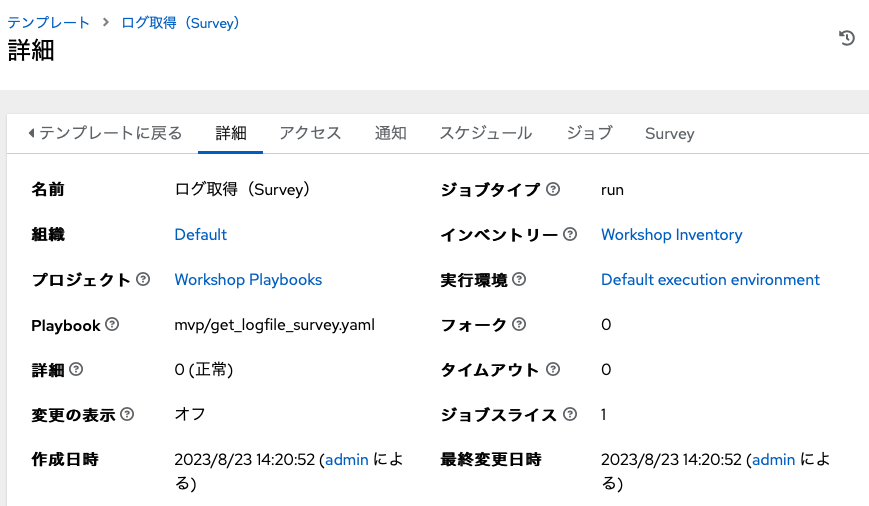 テンプレート > ログ取得（Survey）
詳細
テンプレートに戻る 詳細 アクセス 通知 スケジュール ジョブ Survey
名前 ログ取得（Survey） ジョブタイプ run
組織 Default インベントリー Workshop Inventory
プロジェクト Workshop Playbooks 実行環境 Default execution environment
Playbook mvp/get_logfile_survey.yaml フォーク 0
詳細 0 (正常) タイムアウト 0
変更の表示 オフ ジョブスライス 1
作成日時 2023/8/23 14:20:52 (admin によ 最終変更日時 2023/8/23 14:20:52 (admin によ
る) る)